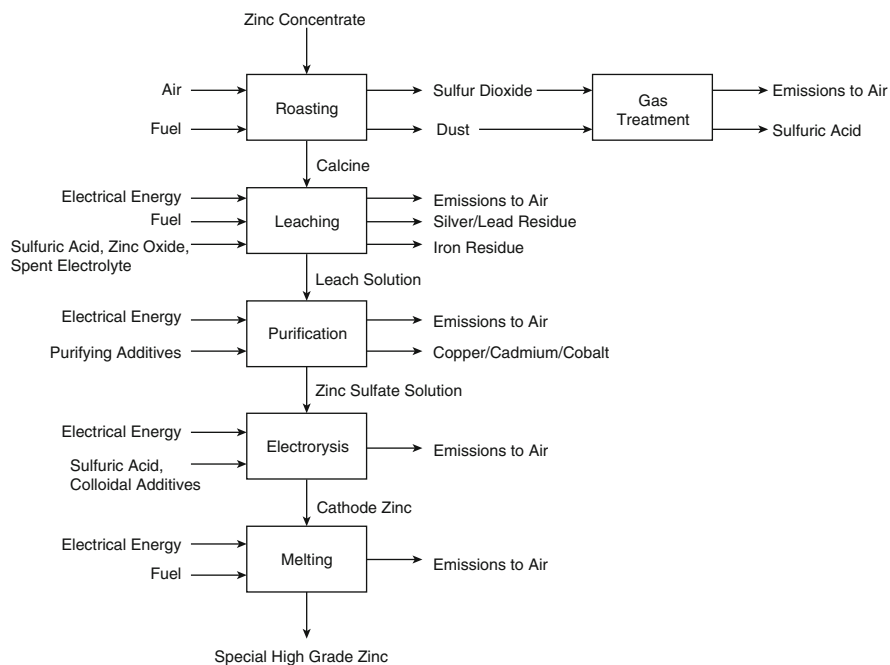 Zinc Concentrate
Air
Fuel
Roasting
Sulfur Dioxide
Dust
Gas
Treatment
Emissions to Air
Sulfuric Acid
Calcine
Electrical Energy
Fuel
Sulfuric Acid, Zinc Oxide,
Spent Electrolyte
Leaching
Emissions to Air
Silver/Lead Residue
Iron Residue
Leach Solution
Electrical Energy
Purifying Additives
Purification
Emissions to Air
Copper/Cadmium/Cobalt
Zinc Sulfate Solution
Electrical Energy
Sulfuric Acid,
Colloidal Additives
Electrorysis
Emissions to Air
Cathode Zinc
Electrical Energy
Fuel
Melting
Emissions to Air
Special High Grade Zinc